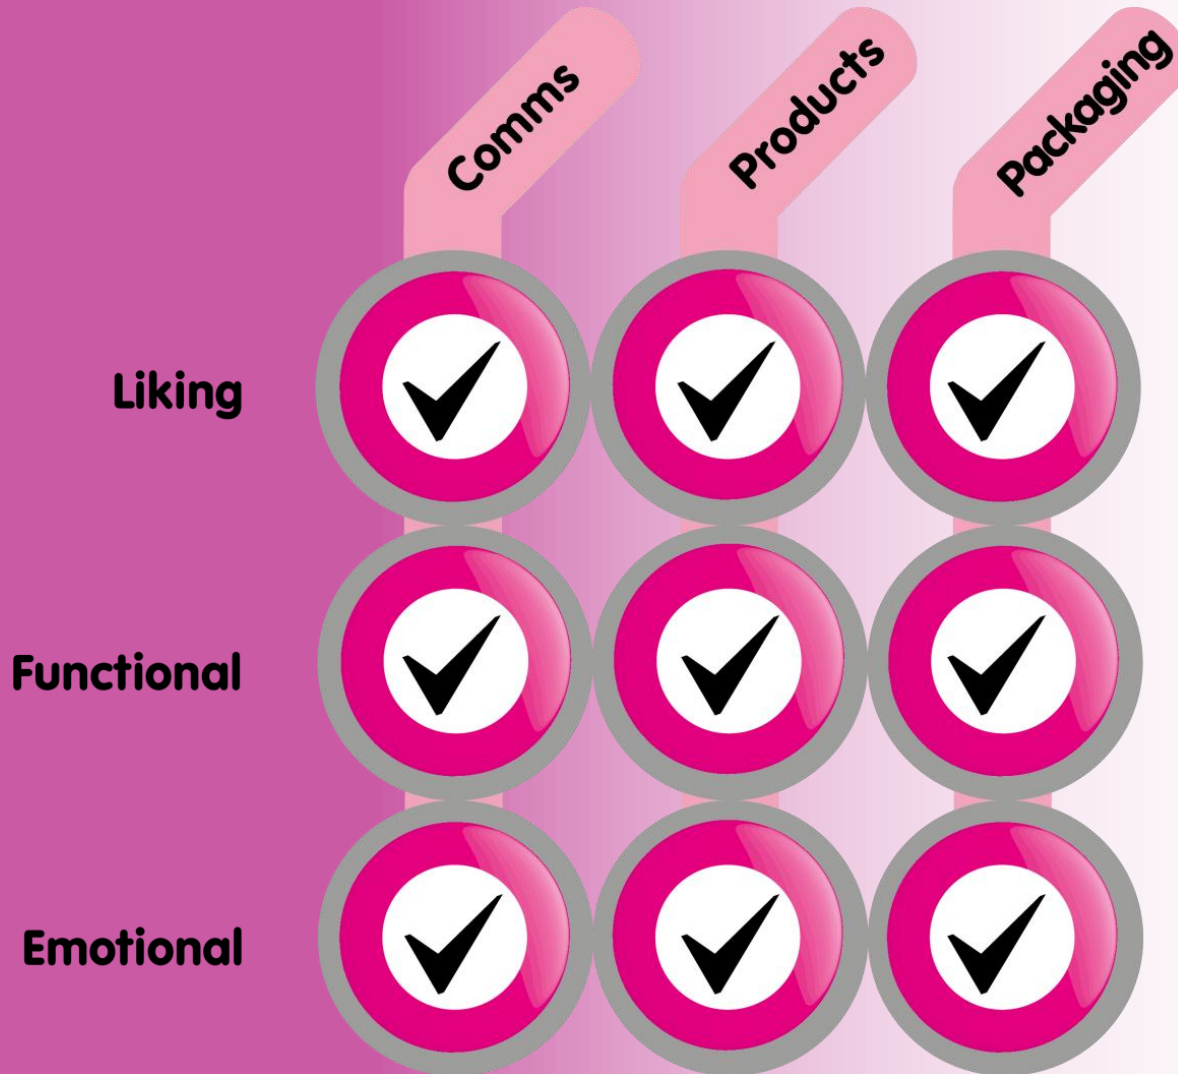 Comms
Products
Packaging
Liking
Functional
Emotional